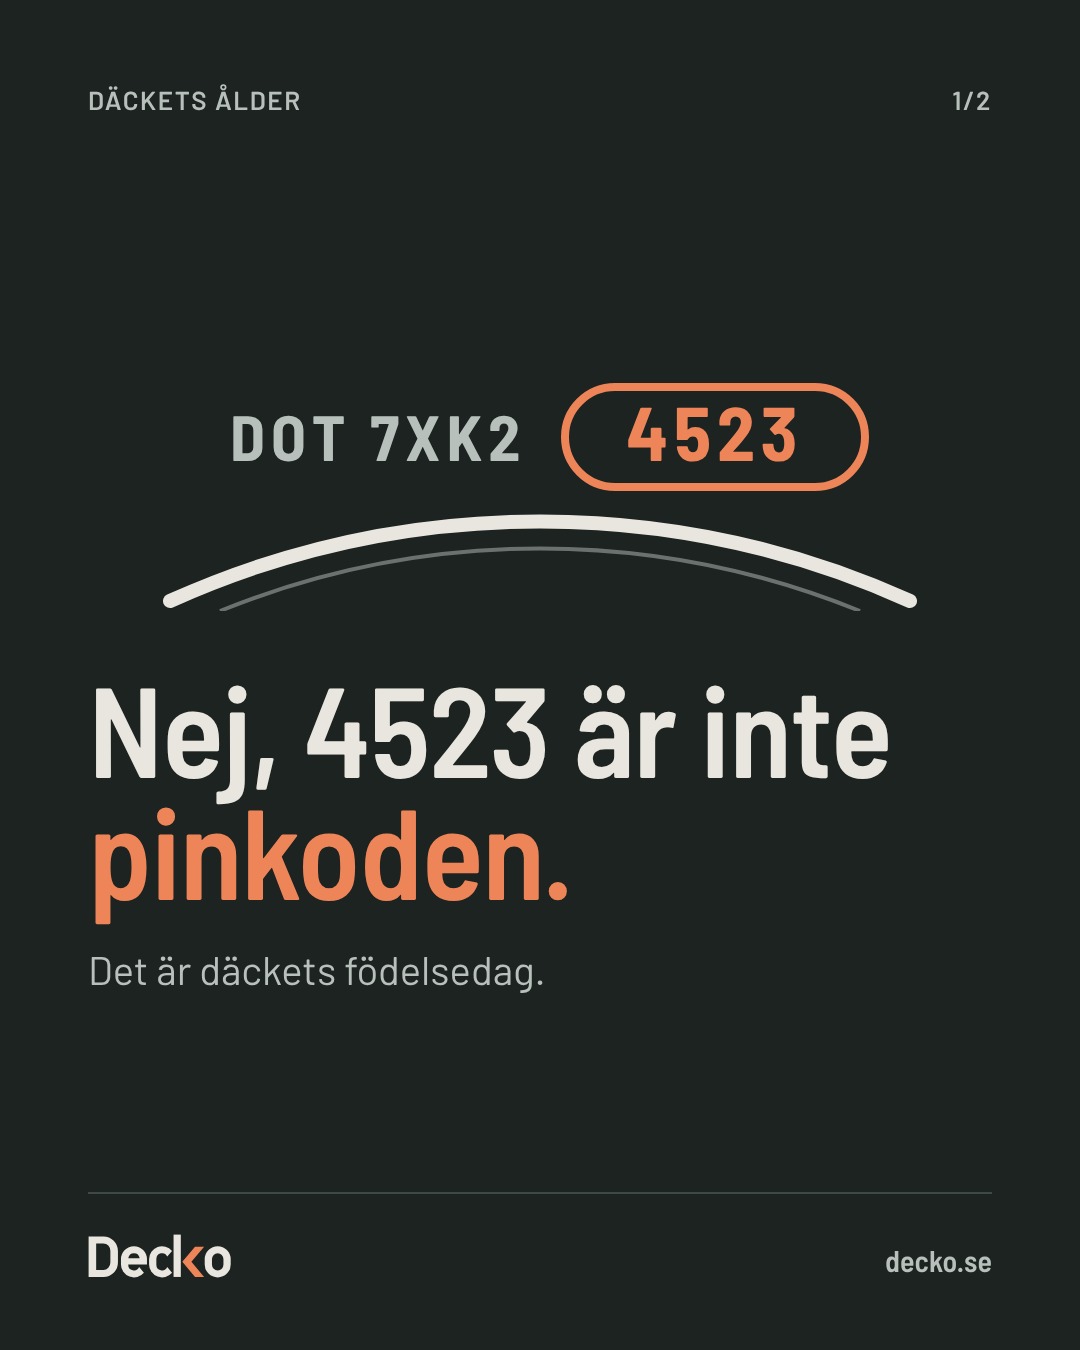 DÄCKETS ÅLDER 1/2
DOT 7XK2 4523
Nej, 4523 är inte
pinkoden.
Det är däckets födelsedag.
Decko decko.se